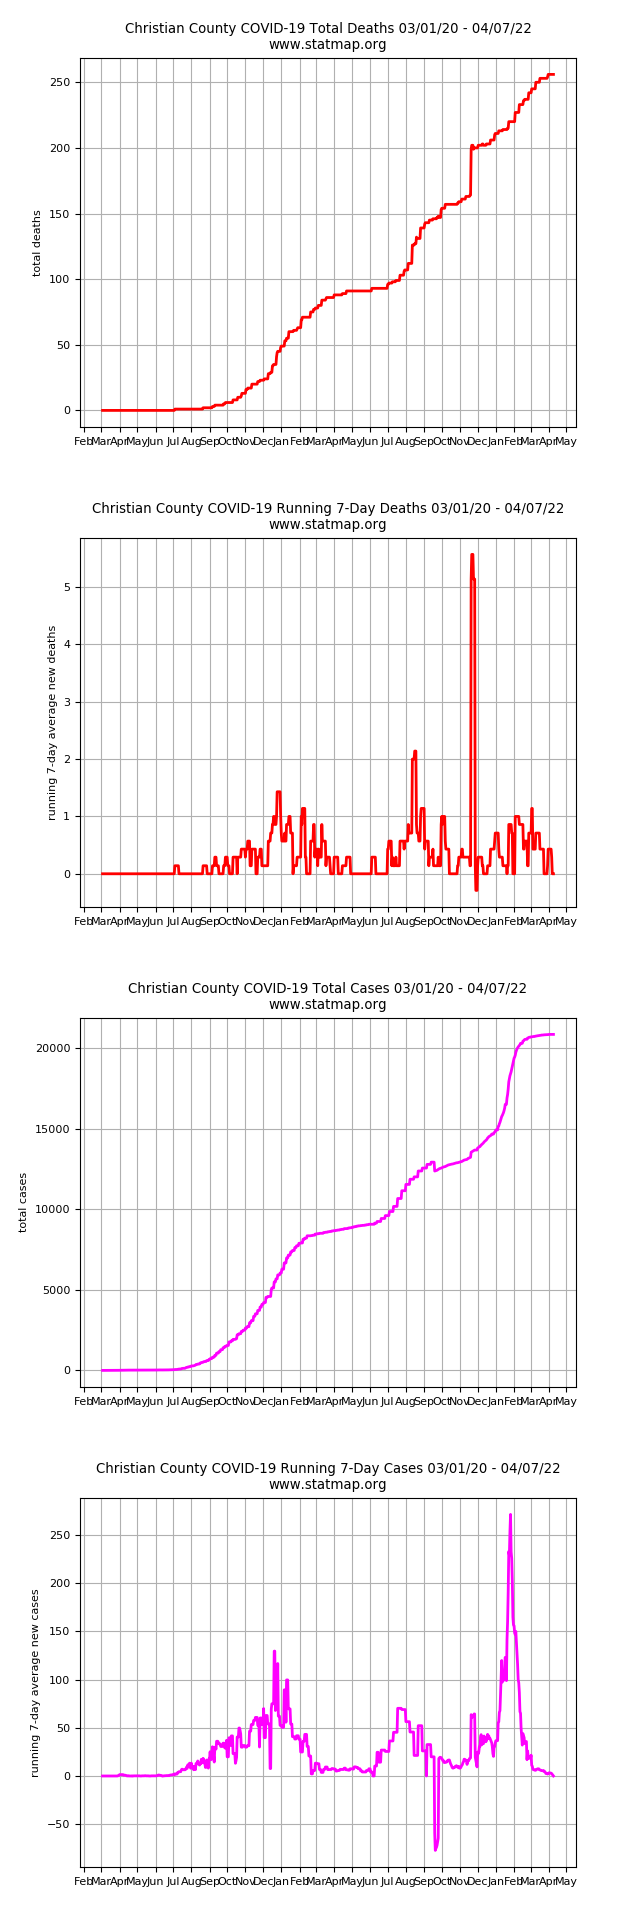 Christian County COVID-19 Total Deaths 03/01/20 - 04/07/22
www.statmap.org
250
200
150
100
50
0
total deaths
Feb Mar Apr May Jun Jul Aug Sep Oct Nov Dec Jan Feb Mar Apr May Jun Jul Aug Sep Oct Nov Dec Jan Feb Mar Apr May
Christian County COVID-19 Running 7-Day Deaths 03/01/20 - 04/07/22
www.statmap.org
5
4
3
2
1
0
running 7-day average new deaths
Feb Mar Apr May Jun Jul Aug Sep Oct Nov Dec Jan Feb Mar Apr May Jun Jul Aug Sep Oct Nov Dec Jan Feb Mar Apr May
Christian County COVID-19 Total Cases 03/01/20 - 04/07/22
www.statmap.org
20000
15000
10000
5000
0
total cases
Feb Mar Apr May Jun Jul Aug Sep Oct Nov Dec Jan Feb Mar Apr May Jun Jul Aug Sep Oct Nov Dec Jan Feb Mar Apr May
Christian County COVID-19 Running 7-Day Cases 03/01/20 - 04/07/22
www.statmap.org
250
200
150
100
50
0
−50
running 7-day average new cases
Feb Mar Apr May Jun Jul Aug Sep Oct Nov Dec Jan Feb Mar Apr May Jun Jul Aug Sep Oct Nov Dec Jan Feb Mar Apr May